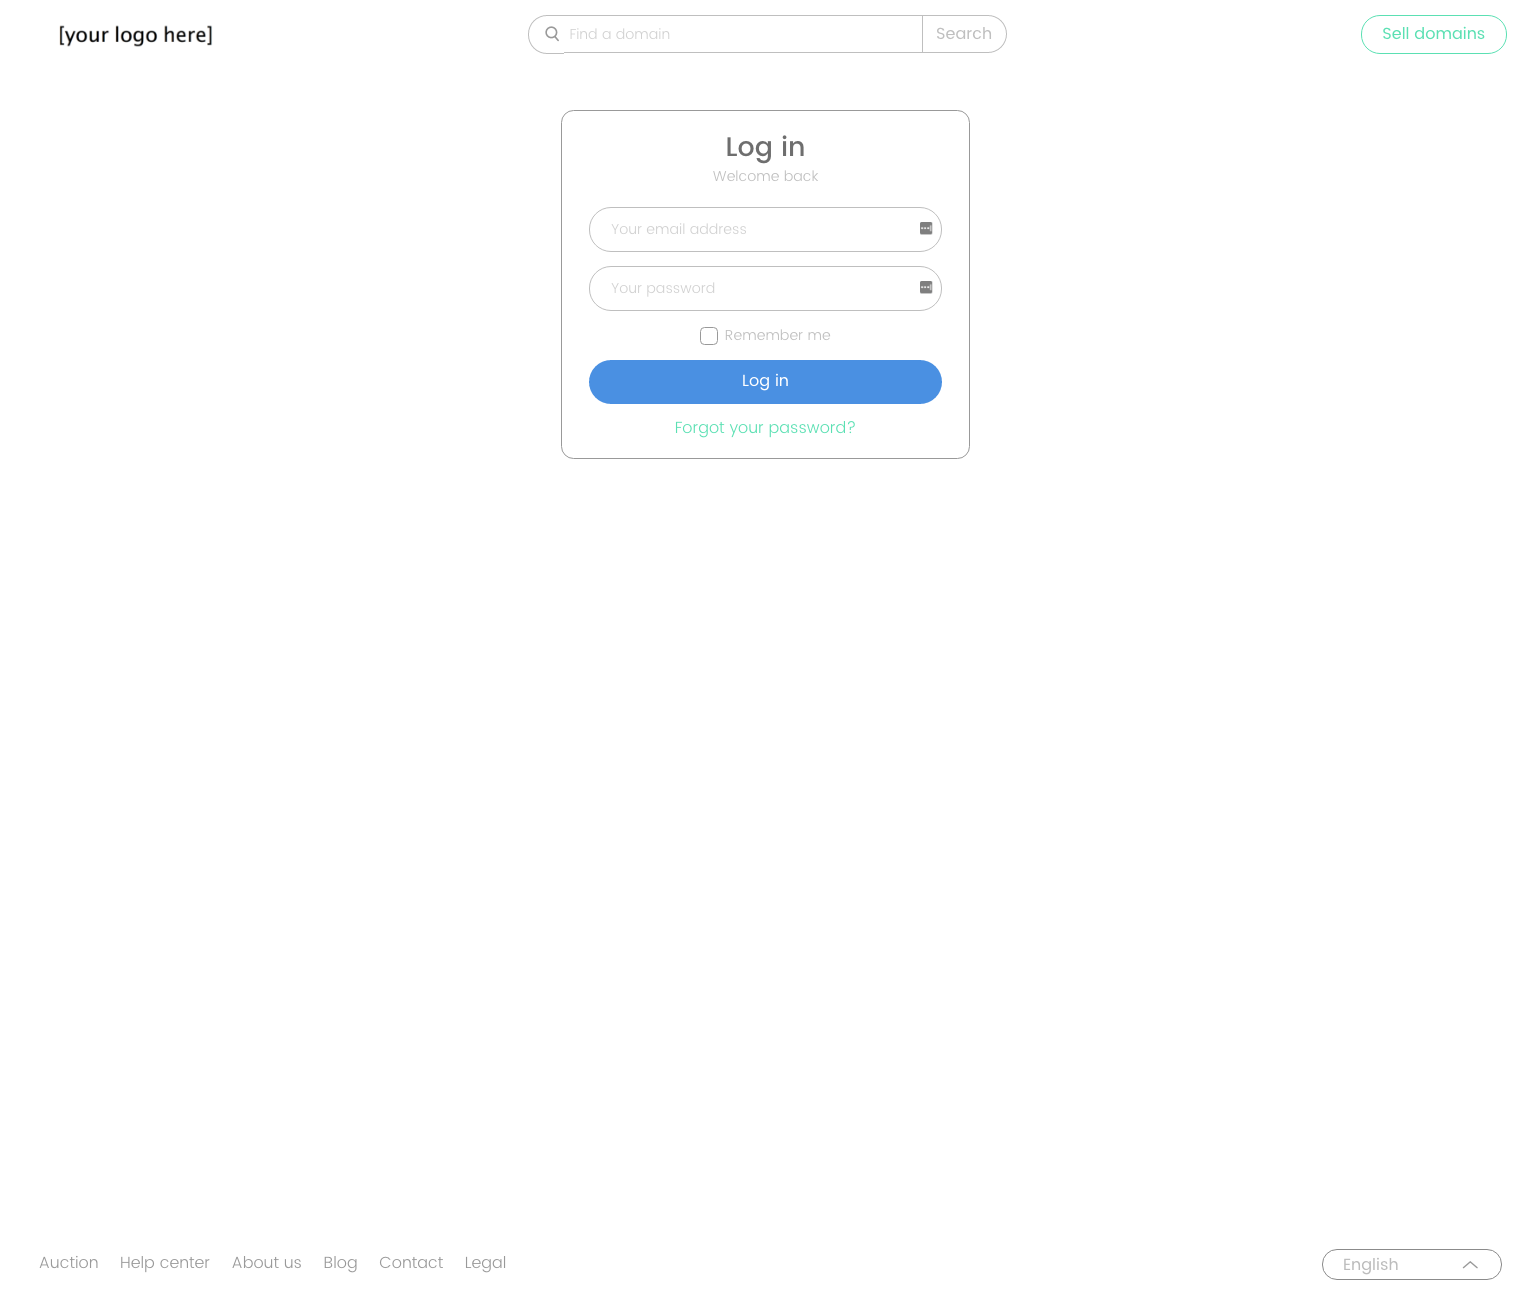 [your logo here]
Find a domain
Search
Sell domains
Log in
Welcome back
Your email address
Your password
Remember me
Log in
Forgot your password?
Auction Help center About us Blog Contact Legal
English